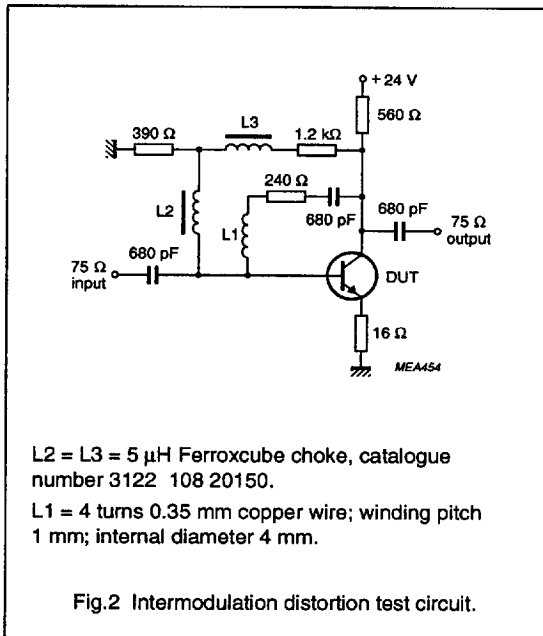 + 24 V
560 Ω
L3
390 Ω
1.2 kΩ
240 Ω
L2
680 pF
680 pF
L1
680 pF
75 Ω
output
75 Ω
input
DUT
16 Ω
MEA454
L2 = L3 = 5 μH Ferroxcube choke, catalogue
number 3122 108 20150.
L1 = 4 turns 0.35 mm copper wire; winding pitch
1 mm; internal diameter 4 mm.
Fig.2 Intermodulation distortion test circuit.